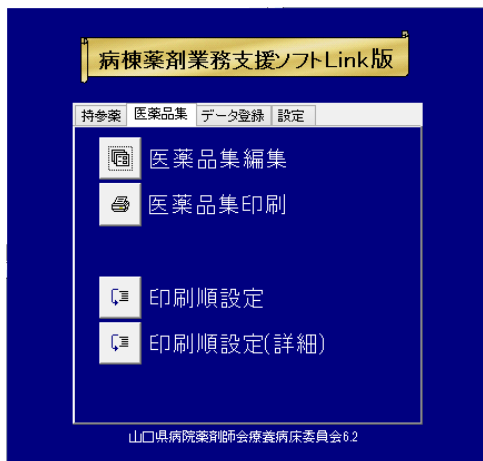 病棟薬剤業務支援ソフトLink版
持参薬 医薬品集 データ登録 設定
医薬品集編集
医薬品集印刷
印刷順設定
印刷順設定(詳細)
山口県病院薬剤師会療養病床委員会6.2